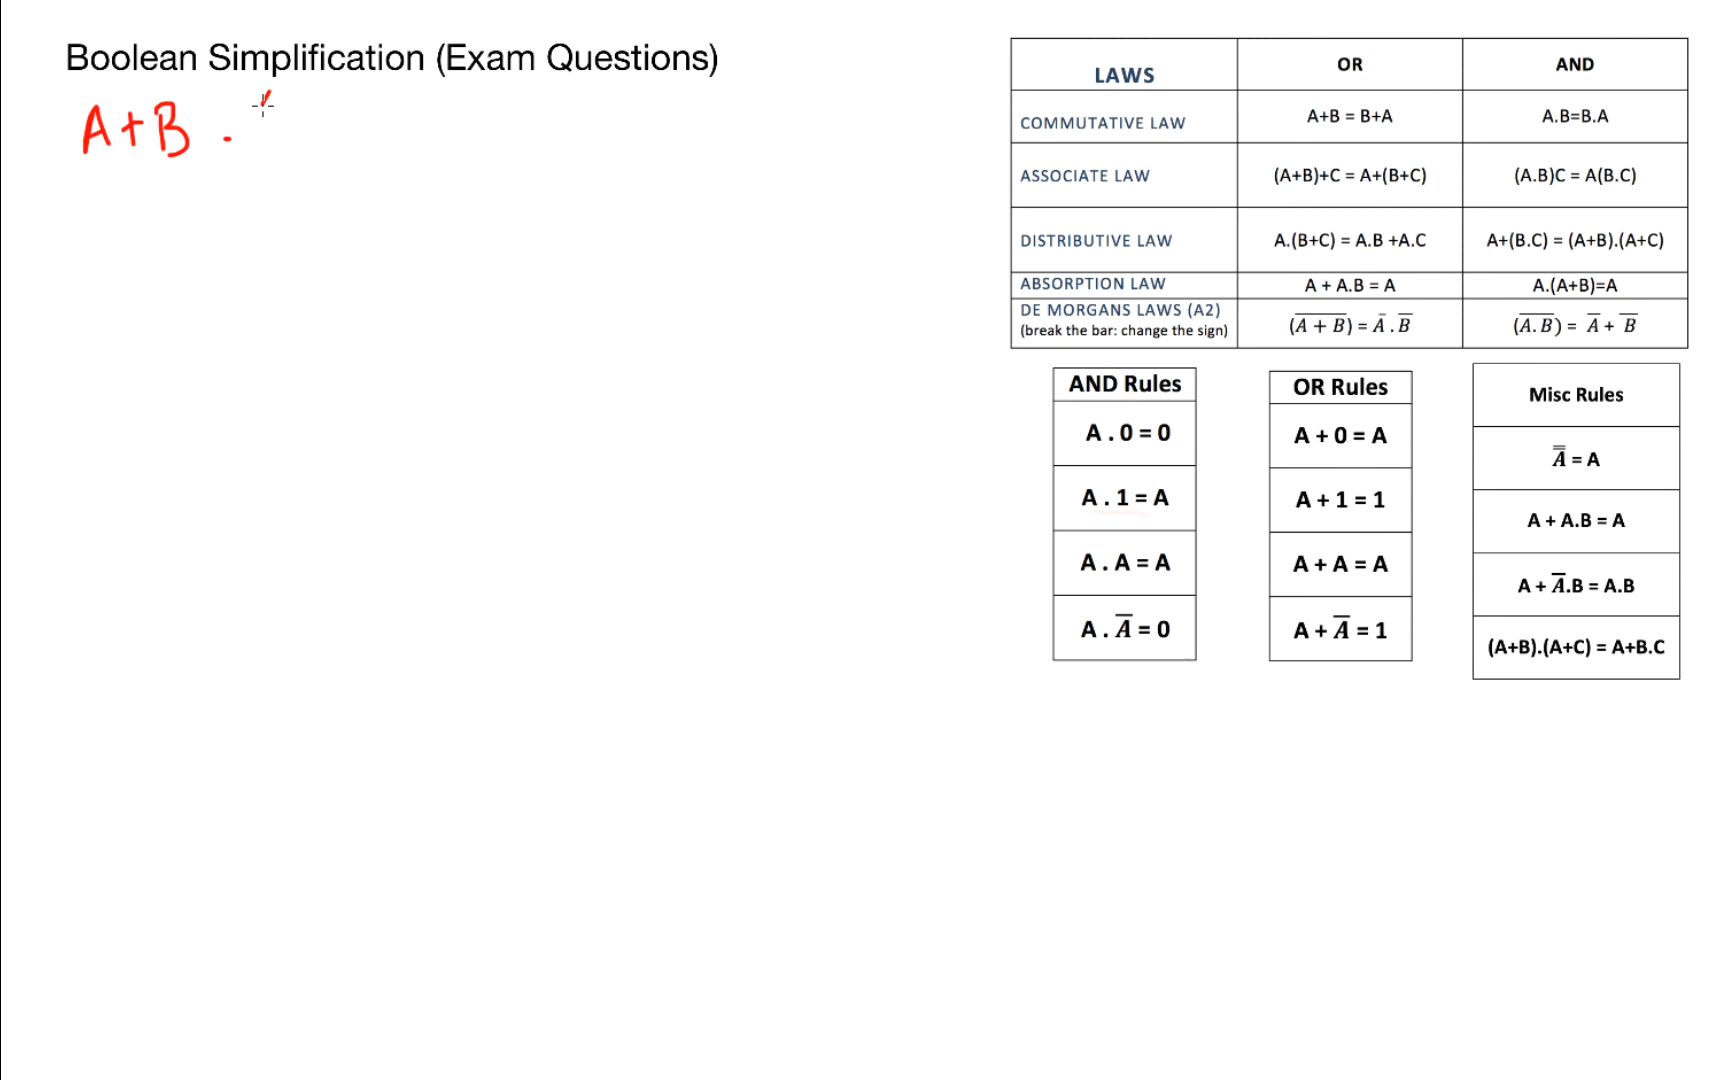 Boolean Simplification (Exam Questions)
A+B .
LAWS OR AND
COMMUTATIVE LAW A+B = B+A A.B=B.A
ASSOCIATE LAW (A+B)+C = A+(B+C) (A.B)C = A(B.C)
DISTRIBUTIVE LAW A.(B+C) = A.B +A.C A+(B.C) = (A+B).(A+C)
ABSORPTION LAW A + A.B = A A.(A+B)=A
DE MORGANS LAWS (A2)
(break the bar: change the sign) (A̅ ̅+̅ ̅B̅) = A̅ . B̅ (A̅.̅ ̅B̅) = A̅ + B̅
AND Rules
A . 0 = 0
A . 1 = A
A . A = A
A . A̅ = 0
OR Rules
A + 0 = A
A + 1 = 1
A + A = A
A + A̅ = 1
Misc Rules
A̿ = A
A + A.B = A
A + A̅.B = A.B
(A+B).(A+C) = A+B.C